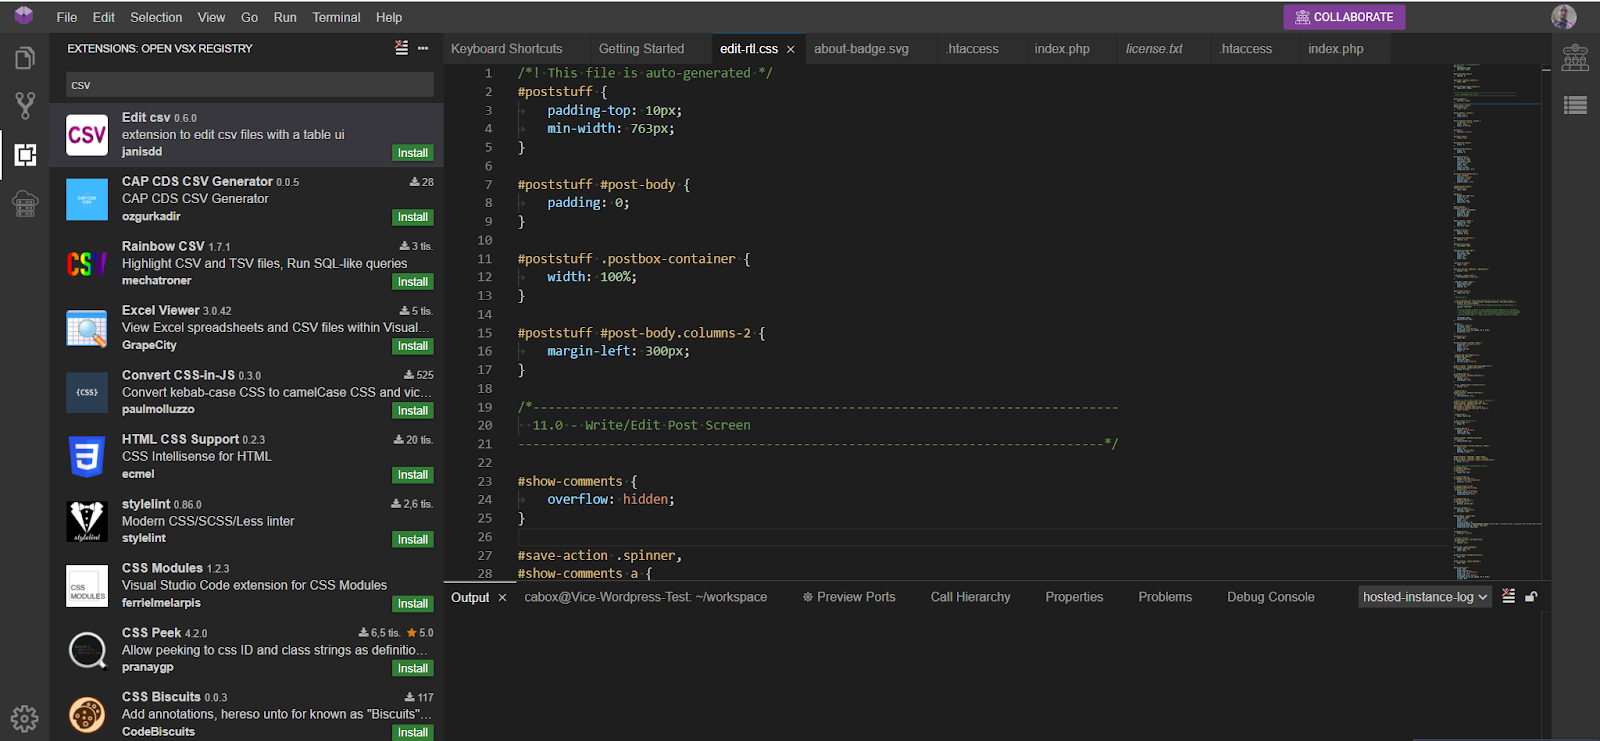 File Edit Selection View Go Run Terminal Help
COLLABORATE
EXTENSIONS: OPEN VSX REGISTRY
csv
CSV
Edit csv 0.6.0
extension to edit csv files with a table ui
janisdd
Install
CAP CDS CSV Generator 0.0.5
28
CAP CDS CSV Generator
ozgurkadir
Install
CSV
Rainbow CSV 1.7.1
3 tis.
Highlight CSV and TSV files, Run SQL-like queries
mechatroner
Install
Excel Viewer 3.0.42
5 tis.
View Excel spreadsheets and CSV files within Visual...
GrapeCity
Install
{CSS}
Convert CSS-in-JS 0.3.0
525
Convert kebab-case CSS to camelCase CSS and vic...
paulmolluzzo
Install
HTML CSS Support 0.2.3
20 tis.
CSS Intellisense for HTML
ecmel
Install
stylelint
stylelint 0.86.0
2,6 tis.
Modern CSS/SCSS/Less linter
stylelint
Install
CSS
MODULES
CSS Modules 1.2.3
Visual Studio Code extension for CSS Modules
ferrielmelarpis
Install
CSS Peek 4.2.0
6,5 tis. 5.0
Allow peeking to css ID and class strings as definitio...
pranaygp
Install
CSS Biscuits 0.0.3
117
Add annotations, hereso unto for known as "Biscuits"...
CodeBiscuits
Install
Keyboard Shortcuts Getting Started edit-rtl.css × about-badge.svg .htaccess index.php license.txt .htaccess index.php
1 /*! This file is auto-generated */
2 #poststuff {
3 padding-top: 10px;
4 min-width: 763px;
5 }
6
7 #poststuff #post-body {
8 padding: 0;
9 }
10
11 #poststuff .postbox-container {
12 width: 100%;
13 }
14
15 #poststuff #post-body.columns-2 {
16 margin-left: 300px;
17 }
18
19 /*------------------------------------------------------------------------------
20 11.0 - Write/Edit Post Screen
21 ------------------------------------------------------------------------------*/
22
23 #show-comments {
24 overflow: hidden;
25 }
26
27 #save-action .spinner,
28 #show-comments a {
Output × cabox@Vice-Wordpress-Test: ~/workspace Preview Ports Call Hierarchy Properties Problems Debug Console hosted-instance-log